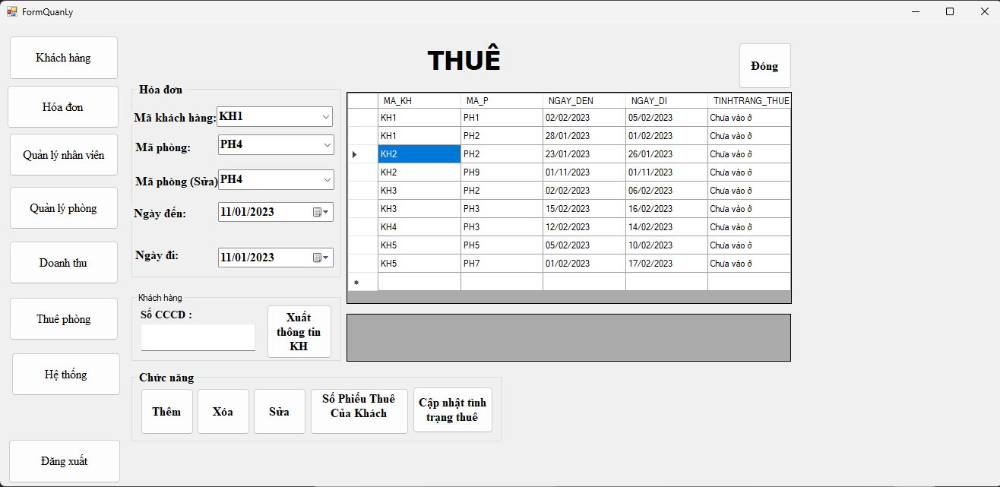 FormQuanLy
Khách hàng
Hóa đơn
Quản lý nhân viên
Quản lý phòng
Doanh thu
Thuê phòng
Hệ thống
Đăng xuất
THUÊ
Đóng
Hóa đơn
Mã khách hàng: KH1
Mã phòng: PH4
Mã phòng (Sửa) PH4
Ngày đến: 11/01/2023
Ngày đi: 11/01/2023
MA_KH MA_P NGAY_DEN NGAY_DI TINHTRANG_THUE
KH1 PH1 02/02/2023 05/02/2023 Chưa vào ở
KH1 PH2 28/01/2023 01/02/2023 Chưa vào ở
KH2 PH2 23/01/2023 26/01/2023 Chưa vào ở
KH2 PH9 01/11/2023 01/11/2023 Chưa vào ở
KH3 PH2 02/02/2023 06/02/2023 Chưa vào ở
KH3 PH3 15/02/2023 16/02/2023 Chưa vào ở
KH4 PH3 12/02/2023 14/02/2023 Chưa vào ở
KH5 PH5 05/02/2023 10/02/2023 Chưa vào ở
KH5 PH7 01/02/2023 17/02/2023 Chưa vào ở
Khách hàng
Số CCCD :
Xuất
thông tin
KH
Chức năng
Thêm
Xóa
Sửa
Số Phiếu Thuê
Của Khách
Cập nhật tình
trạng thuê